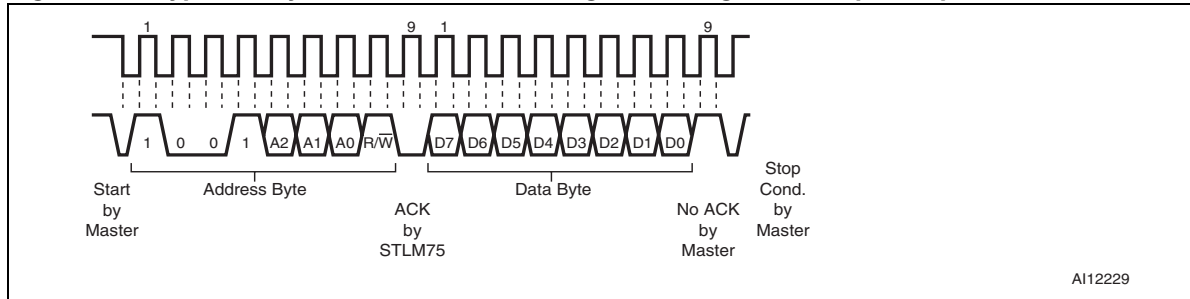 1 9 1 9
1 0 0 1 A2 A1 A0 R/W̅ D7 D6 D5 D4 D3 D2 D1 D0
Start
by
Master
Address Byte
ACK
by
STLM75
Data Byte
No ACK
by
Master
Stop
Cond.
by
Master
AI12229